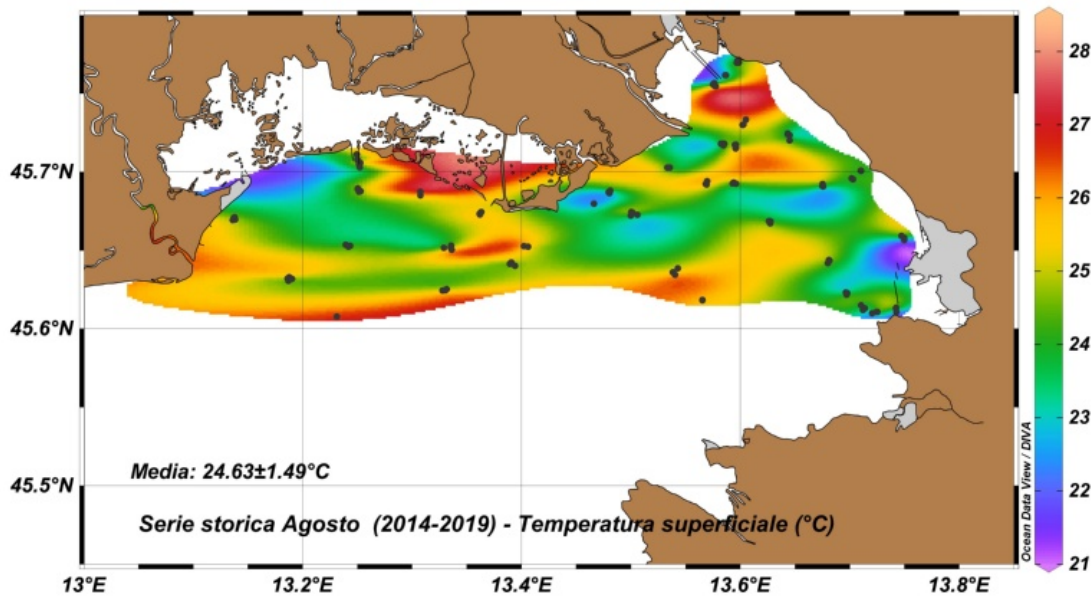 28
27
26
25
24
23
22
21
45.7°N
45.6°N
45.5°N
Media: 24.63±1.49°C
Serie storica Agosto (2014-2019) - Temperatura superficiale (°C)
Ocean Data View / DIVA
13°E
13.2°E
13.4°E
13.6°E
13.8°E